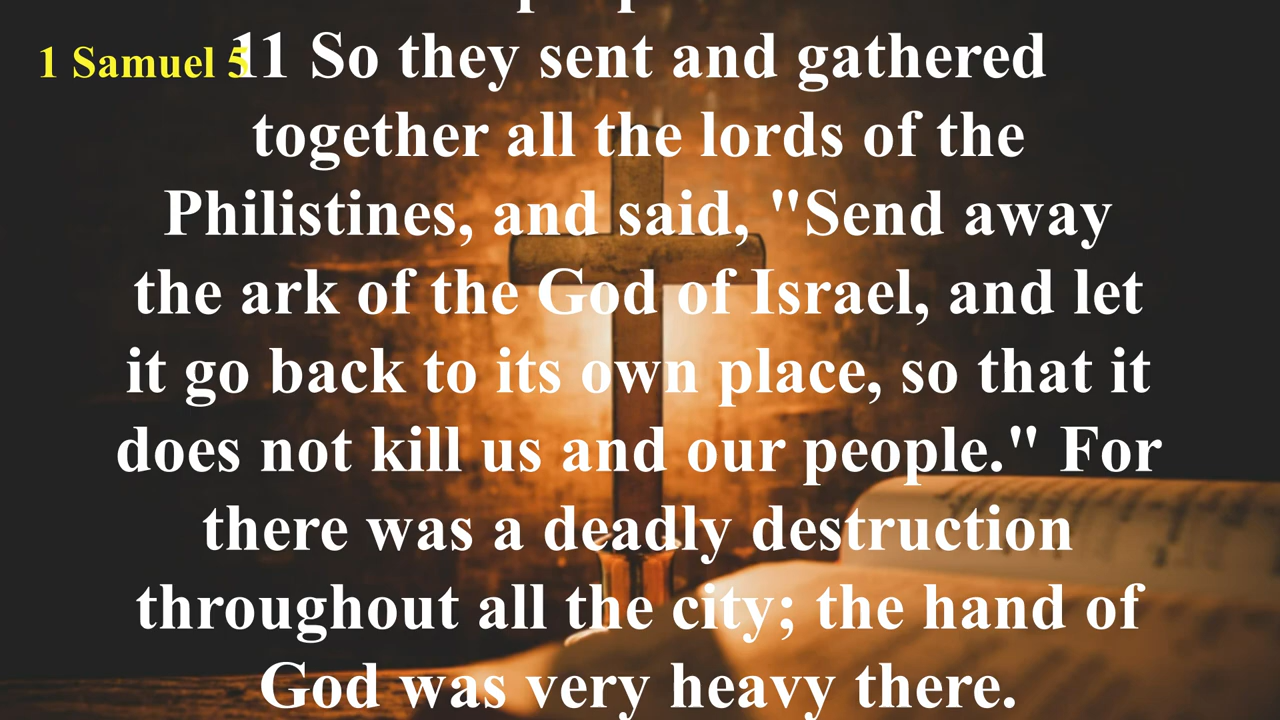 1 Samuel 5
11 So they sent and gathered
together all the lords of the
Philistines, and said, "Send away
the ark of the God of Israel, and let
it go back to its own place, so that it
does not kill us and our people." For
there was a deadly destruction
throughout all the city; the hand of
God was very heavy there.